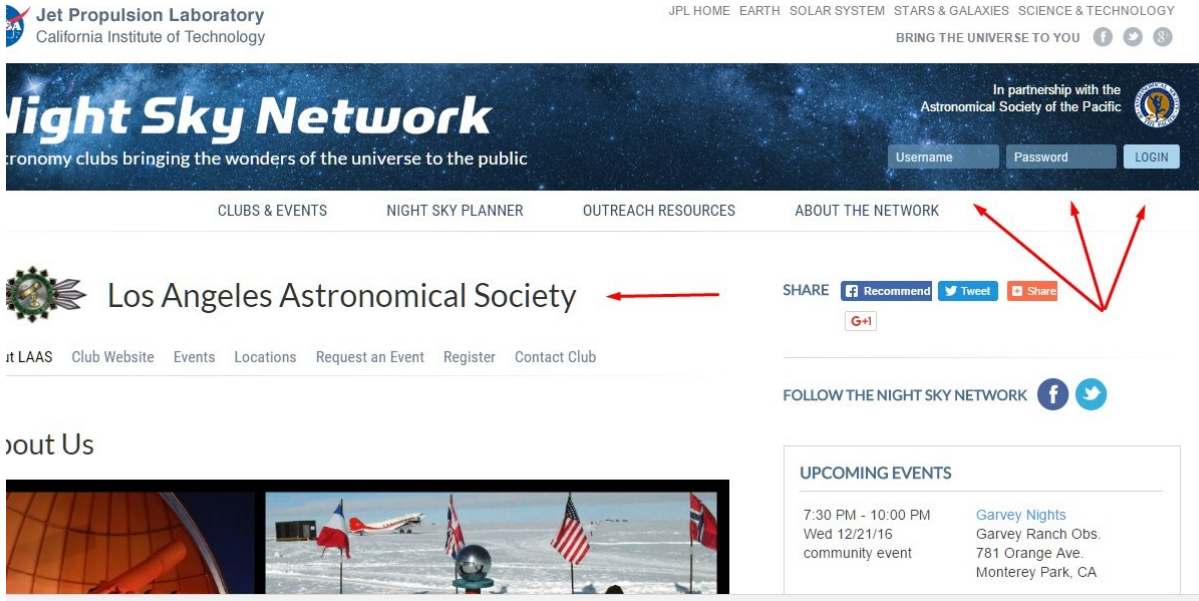 Jet Propulsion Laboratory
California Institute of Technology
JPL HOME EARTH SOLAR SYSTEM STARS & GALAXIES SCIENCE & TECHNOLOGY
BRING THE UNIVERSE TO YOU
Night Sky Network
tronomy clubs bringing the wonders of the universe to the public
In partnership with the
Astronomical Society of the Pacific
Username Password LOGIN
CLUBS & EVENTS NIGHT SKY PLANNER OUTREACH RESOURCES ABOUT THE NETWORK
Los Angeles Astronomical Society
SHARE Recommend Tweet Share
G+1
ut LAAS Club Website Events Locations Request an Event Register Contact Club
FOLLOW THE NIGHT SKY NETWORK
out Us
UPCOMING EVENTS
7:30 PM - 10:00 PM
Wed 12/21/16
community event
Garvey Nights
Garvey Ranch Obs.
781 Orange Ave.
Monterey Park, CA